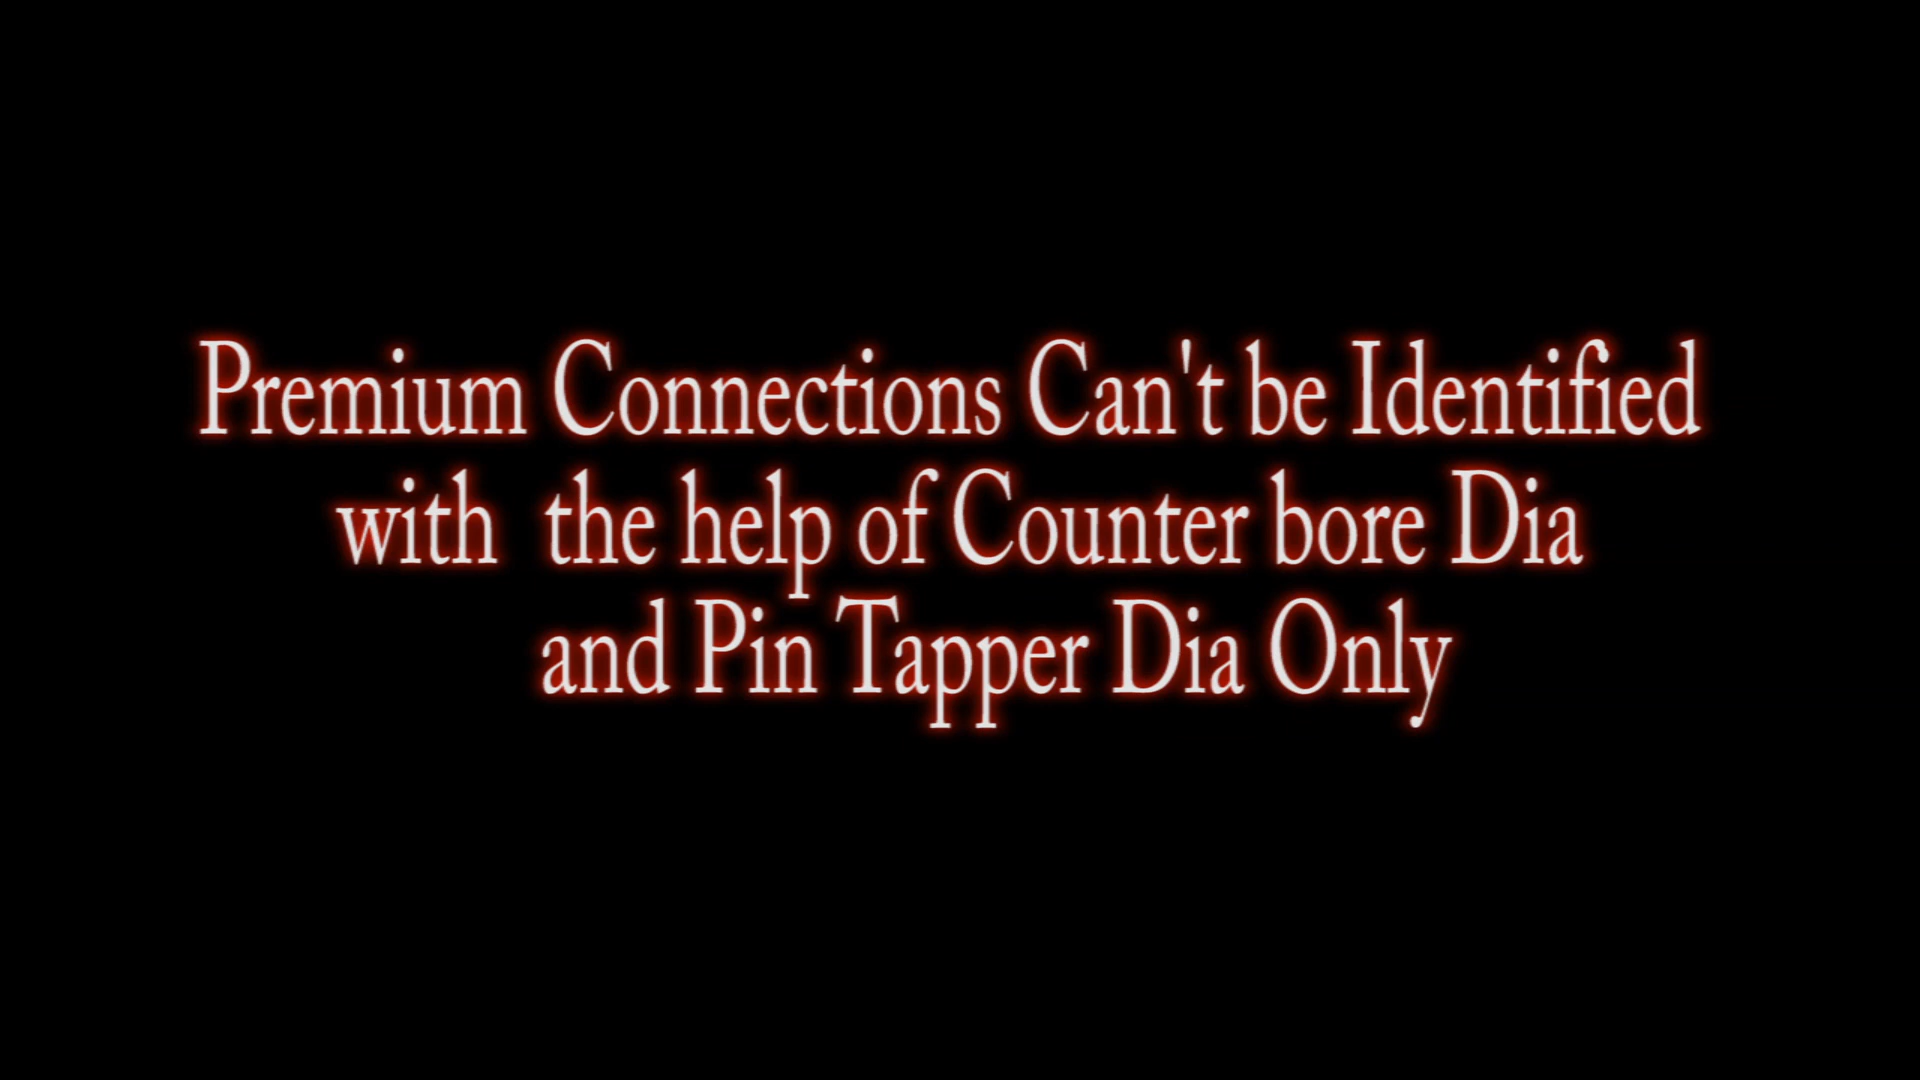 Premium Connections Can't be Identified
with  the help of Counter bore Dia
and Pin Tapper Dia Only